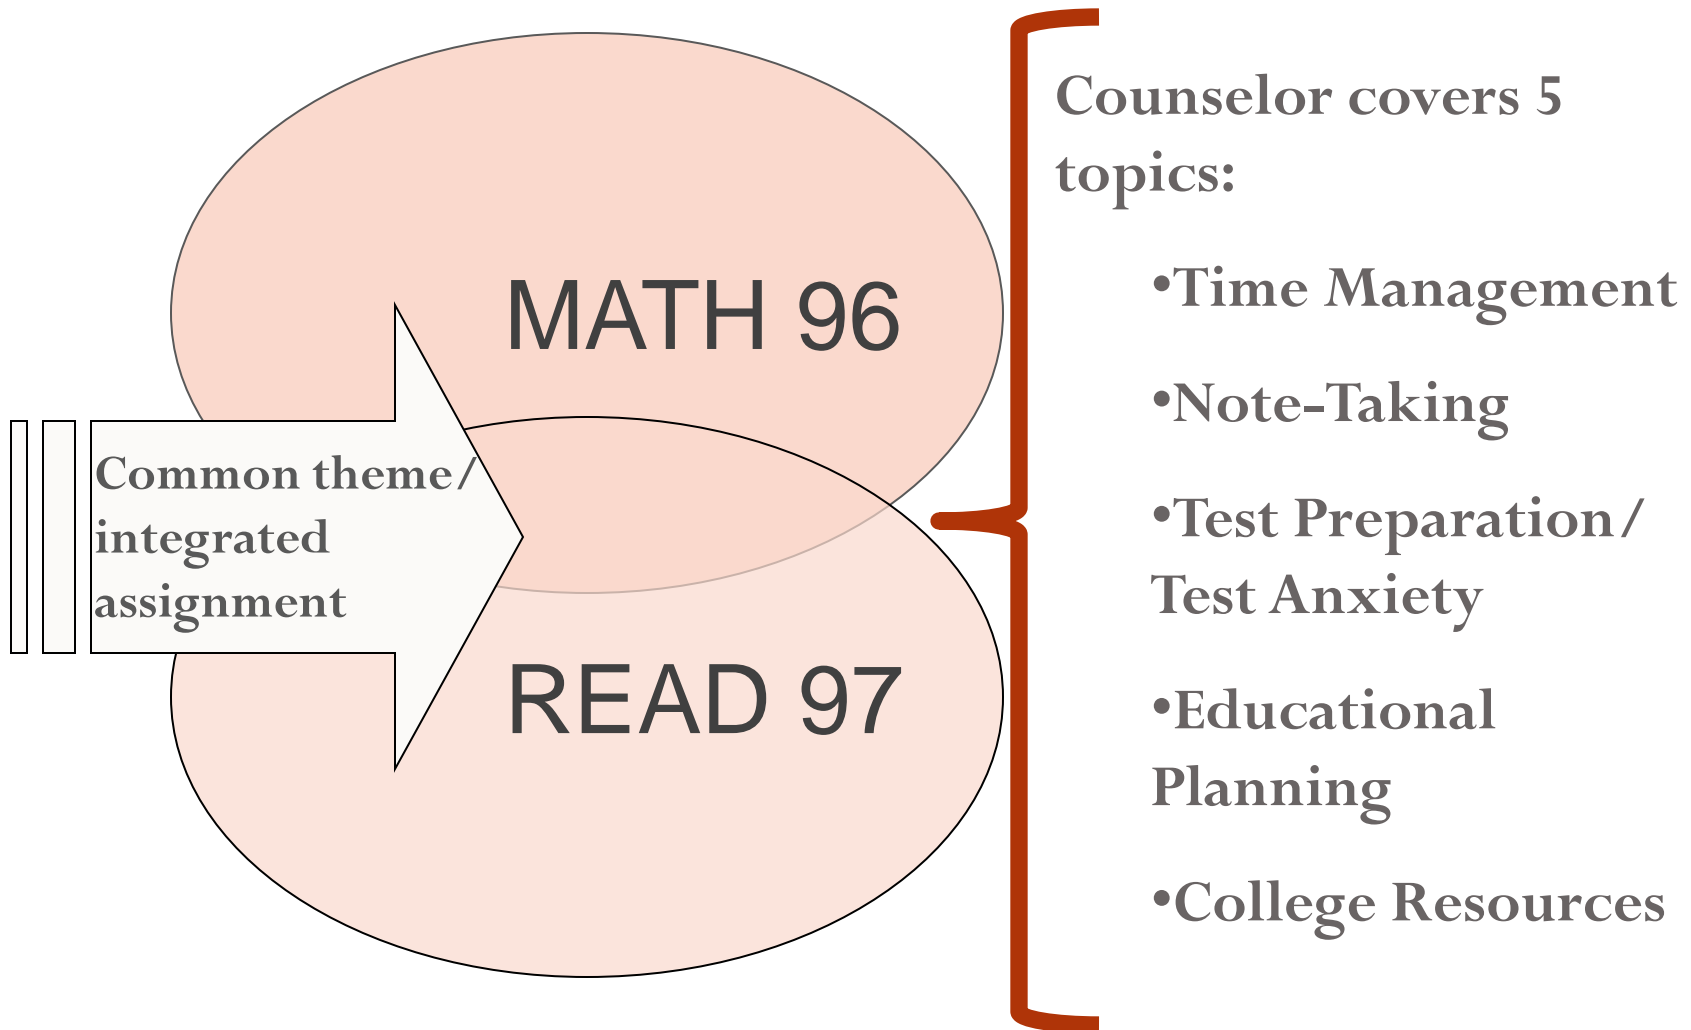 MATH 96
Common theme/
integrated
assignment
READ 97
Counselor covers 5
topics:
•Time Management
•Note-Taking
•Test Preparation/
Test Anxiety
•Educational
Planning
•College Resources